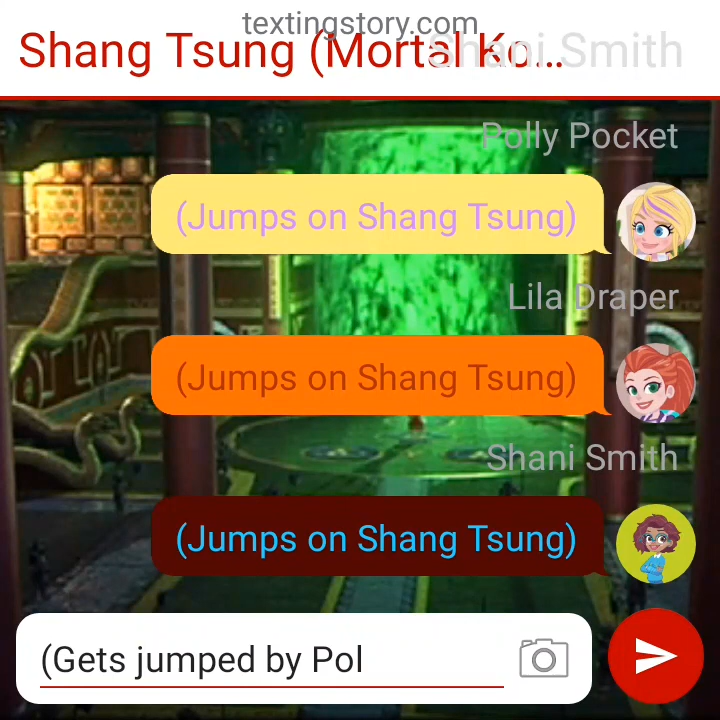 textingstory.com
Shang Tsung (Mortal Ko...
Shani Smith
Polly Pocket
(Jumps on Shang Tsung)
Lila Draper
(Jumps on Shang Tsung)
Shani Smith
(Jumps on Shang Tsung)
(Gets jumped by Pol